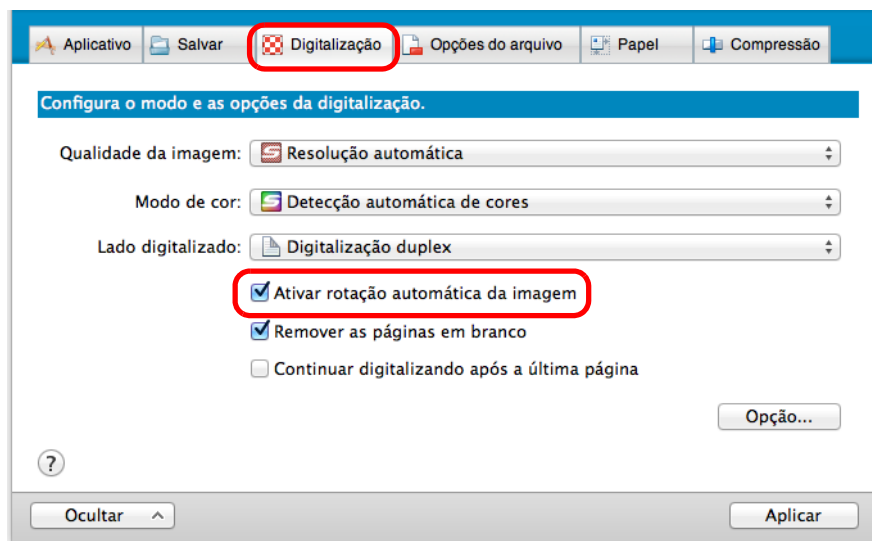 Aplicativo Salvar Digitalização Opções do arquivo Papel Compressão
Configura o modo e as opções da digitalização.
Qualidade da imagem: Resolução automática
Modo de cor: Detecção automática de cores
Lado digitalizado: Digitalização duplex
Ativar rotação automática da imagem
Remover as páginas em branco
Continuar digitalizando após a última página
Opção...
?
Ocultar Aplicar